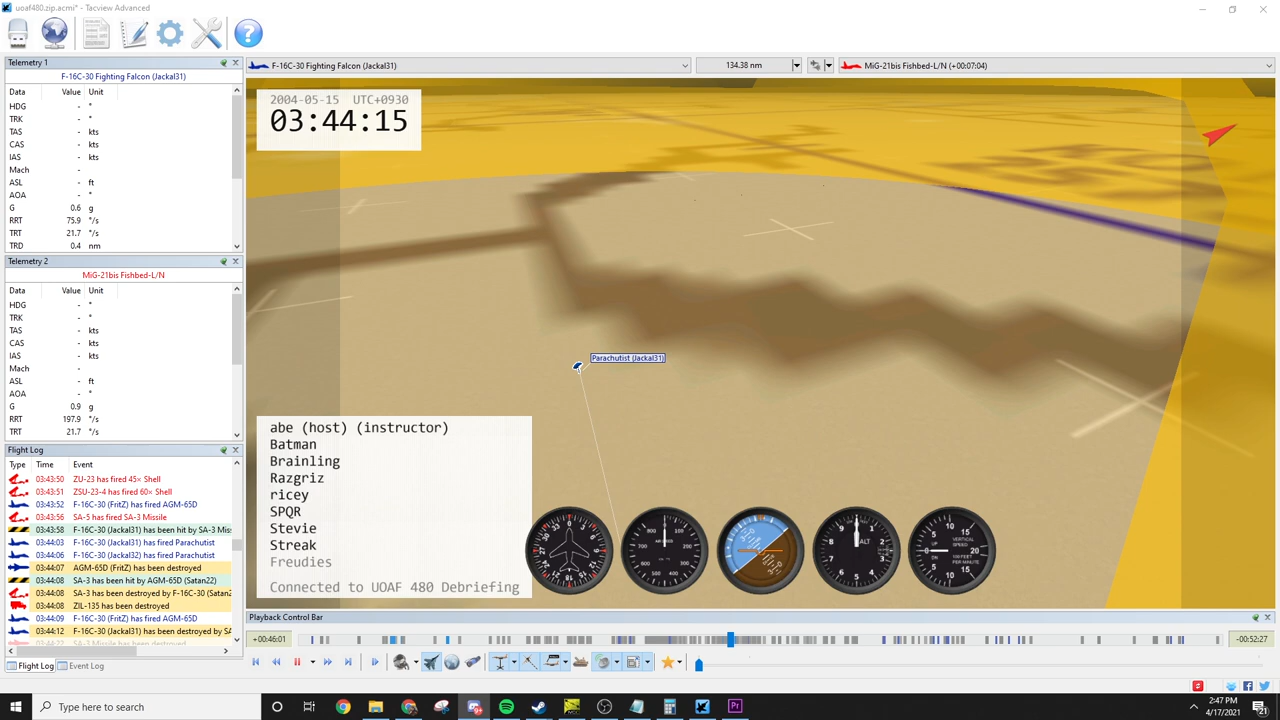 uoaf480.zip.acmi* - Tacview Advanced
Telemetry 1
F-16C-30 Fighting Falcon (Jackal31)
Data Value Unit
HDG - °
TRK - °
TAS - kts
CAS - kts
IAS - kts
Mach -
ASL - ft
AOA - °
G 0.6 g
RRT 75.9 °/s
TRT 21.7 °/s
TRD 0.4 nm
Telemetry 2
MiG-21bis Fishbed-L/N
Data Value Unit
HDG - °
TRK - °
TAS - kts
CAS - kts
IAS - kts
Mach -
ASL - ft
AOA - °
G 0.9 g
RRT 197.9 °/s
TRT 21.7 °/s
Flight Log
Type Time Event
03:43:50 ZU-23 has fired 45× Shell
03:43:51 ZSU-23-4 has fired 60× Shell
03:43:52 F-16C-30 (FritZ) has fired AGM-65D
03:43:56 SA-5 has fired SA-3 Missile
03:43:58 F-16C-30 (Jackal31) has been hit by SA-3 Mis
03:44:03 F-16C-30 (Jackal31) has fired Parachutist
03:44:06 F-16C-30 (Jackal32) has fired Parachutist
03:44:07 AGM-65D (FritZ) has been destroyed
03:44:08 SA-3 has been hit by AGM-65D (Satan22)
03:44:08 SA-3 has been destroyed by F-16C-30 (Satan2
03:44:08 ZIL-135 has been destroyed
03:44:09 F-16C-30 (FritZ) has fired AGM-65D
03:44:12 F-16C-30 (Jackal31) has been destroyed by SA
03:44:22 SA-3 Missile has been destroyed
Flight Log Event Log
F-16C-30 Fighting Falcon (Jackal31) 134.38 nm MiG-21bis Fishbed-L/N (+00:07:04)
2004-05-15 UTC+0930
03:44:15
Parachutist (Jackal31)
abe (host) (instructor)
Batman
Brainling
Razgriz
ricey
SPQR
Stevie
Streak
Freudies
Connected to UOAF 480 Debriefing
Playback Control Bar
+00:46:01 -00:52:27
Type here to search
2:47 PM
4/17/2021
21